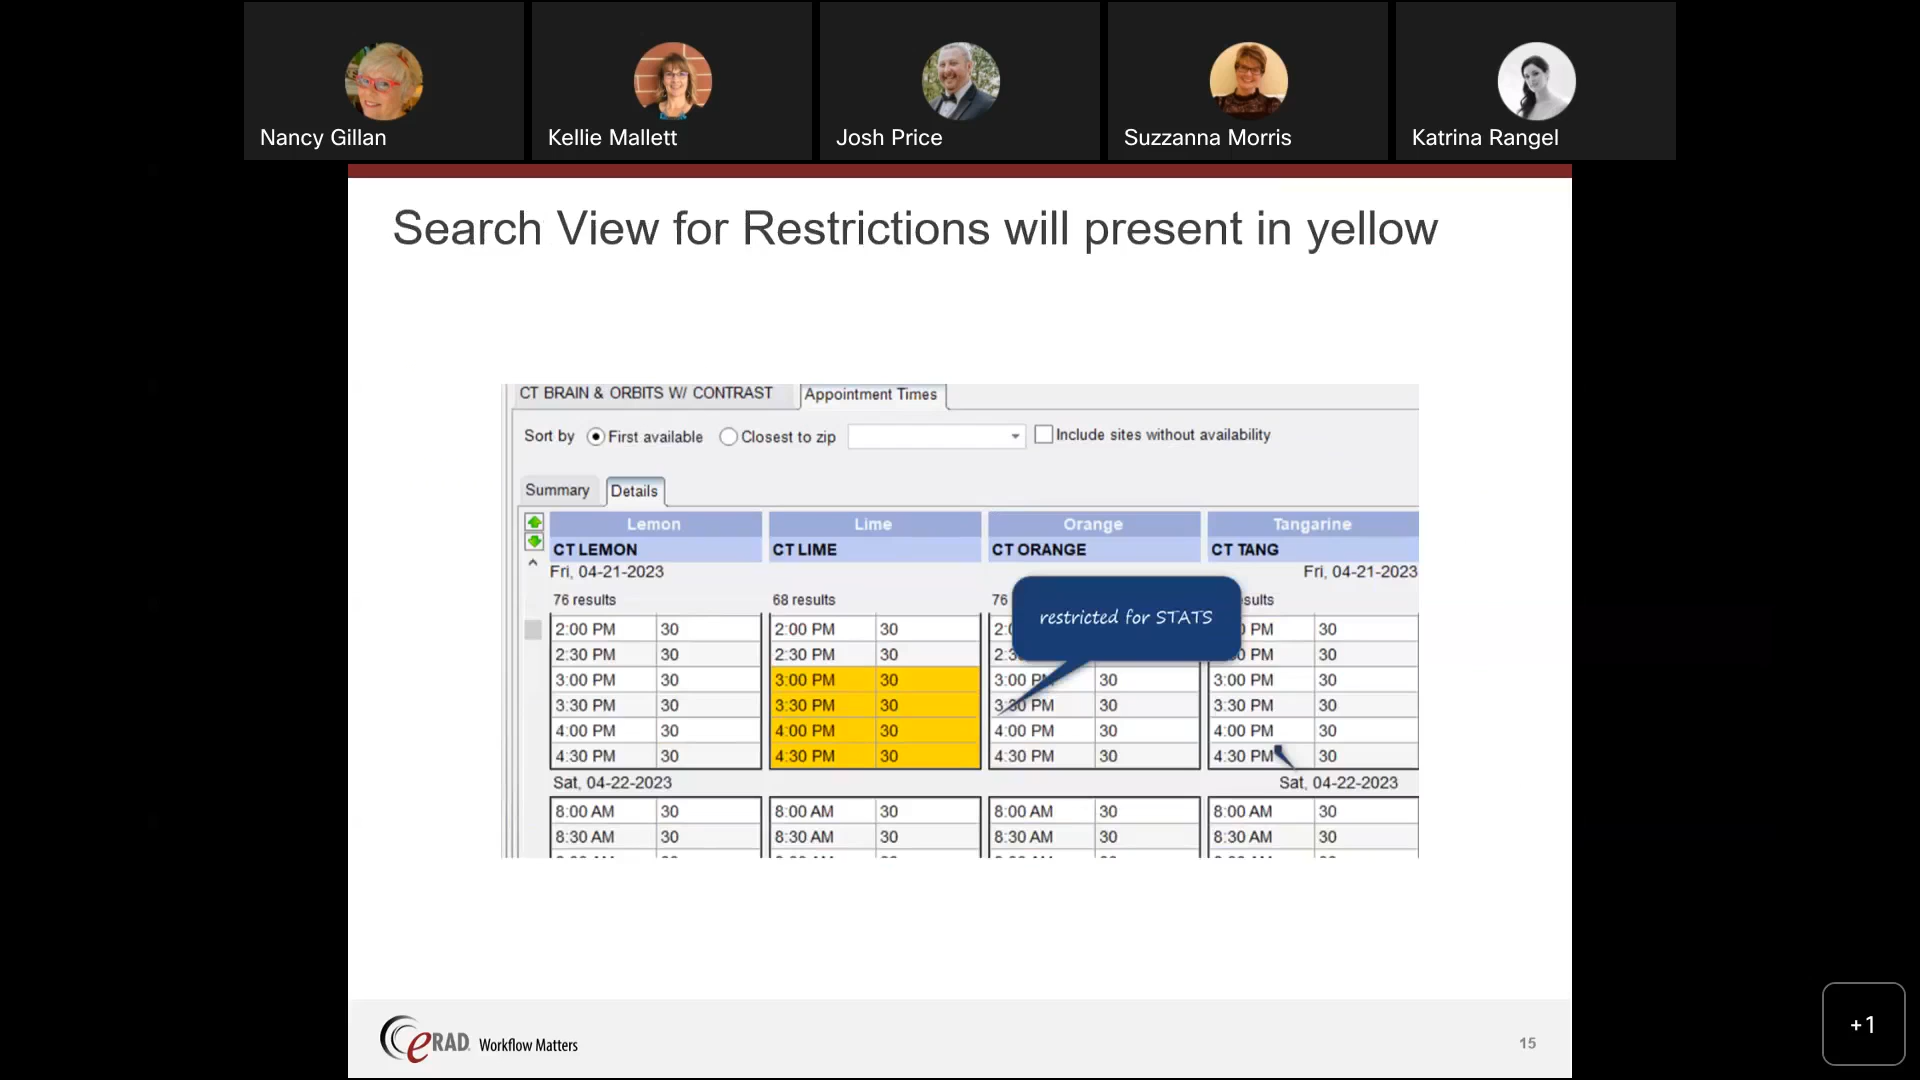 Nancy Gillan
Kellie Mallett
Josh Price
Suzzanna Morris
Katrina Rangel
Search View for Restrictions will present in yellow
CT BRAIN & ORBITS W/ CONTRAST Appointment Times
Sort by First available Closest to zip Include sites without availability
Summary Details
Lemon Lime Orange Tangarine
CT LEMON CT LIME CT ORANGE CT TANG
Fri, 04-21-2023 Fri, 04-21-2023
76 results 68 results 76
restricted for STATS
2:00 PM 30 2:00 PM 30 PM 30
2:30 PM 30 2:30 PM 30 PM 30
3:00 PM 30 3:00 PM 30 3:00 PM 30 3:00 PM 30
3:30 PM 30 3:30 PM 30 3:30 PM 30 3:30 PM 30
4:00 PM 30 4:00 PM 30 4:00 PM 30 4:00 PM 30
4:30 PM 30 4:30 PM 30 4:30 PM 30 4:30 PM 30
Sat, 04-22-2023 Sat, 04-22-2023
8:00 AM 30 8:00 AM 30 8:00 AM 30 8:00 AM 30
8:30 AM 30 8:30 AM 30 8:30 AM 30 8:30 AM 30
eRAD Workflow Matters
15
+1